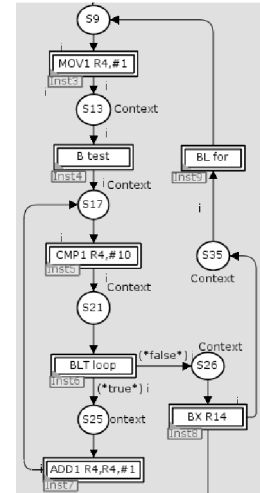 S9
i
MOV1 R4,#1
Inst3
i
i
S13 Context
i
B test
BL for
Inst4
Inst9
i Context
S17
i
i
CMP1 R4,#10
S35
Inst5
i Context
Context
S21
i
BLT loop
(*false*) i
Context
S26
Inst6
(*true*) i
S25 ontext
BX R14
Inst8
i
ADD1 R4,R4,#1
Inst7